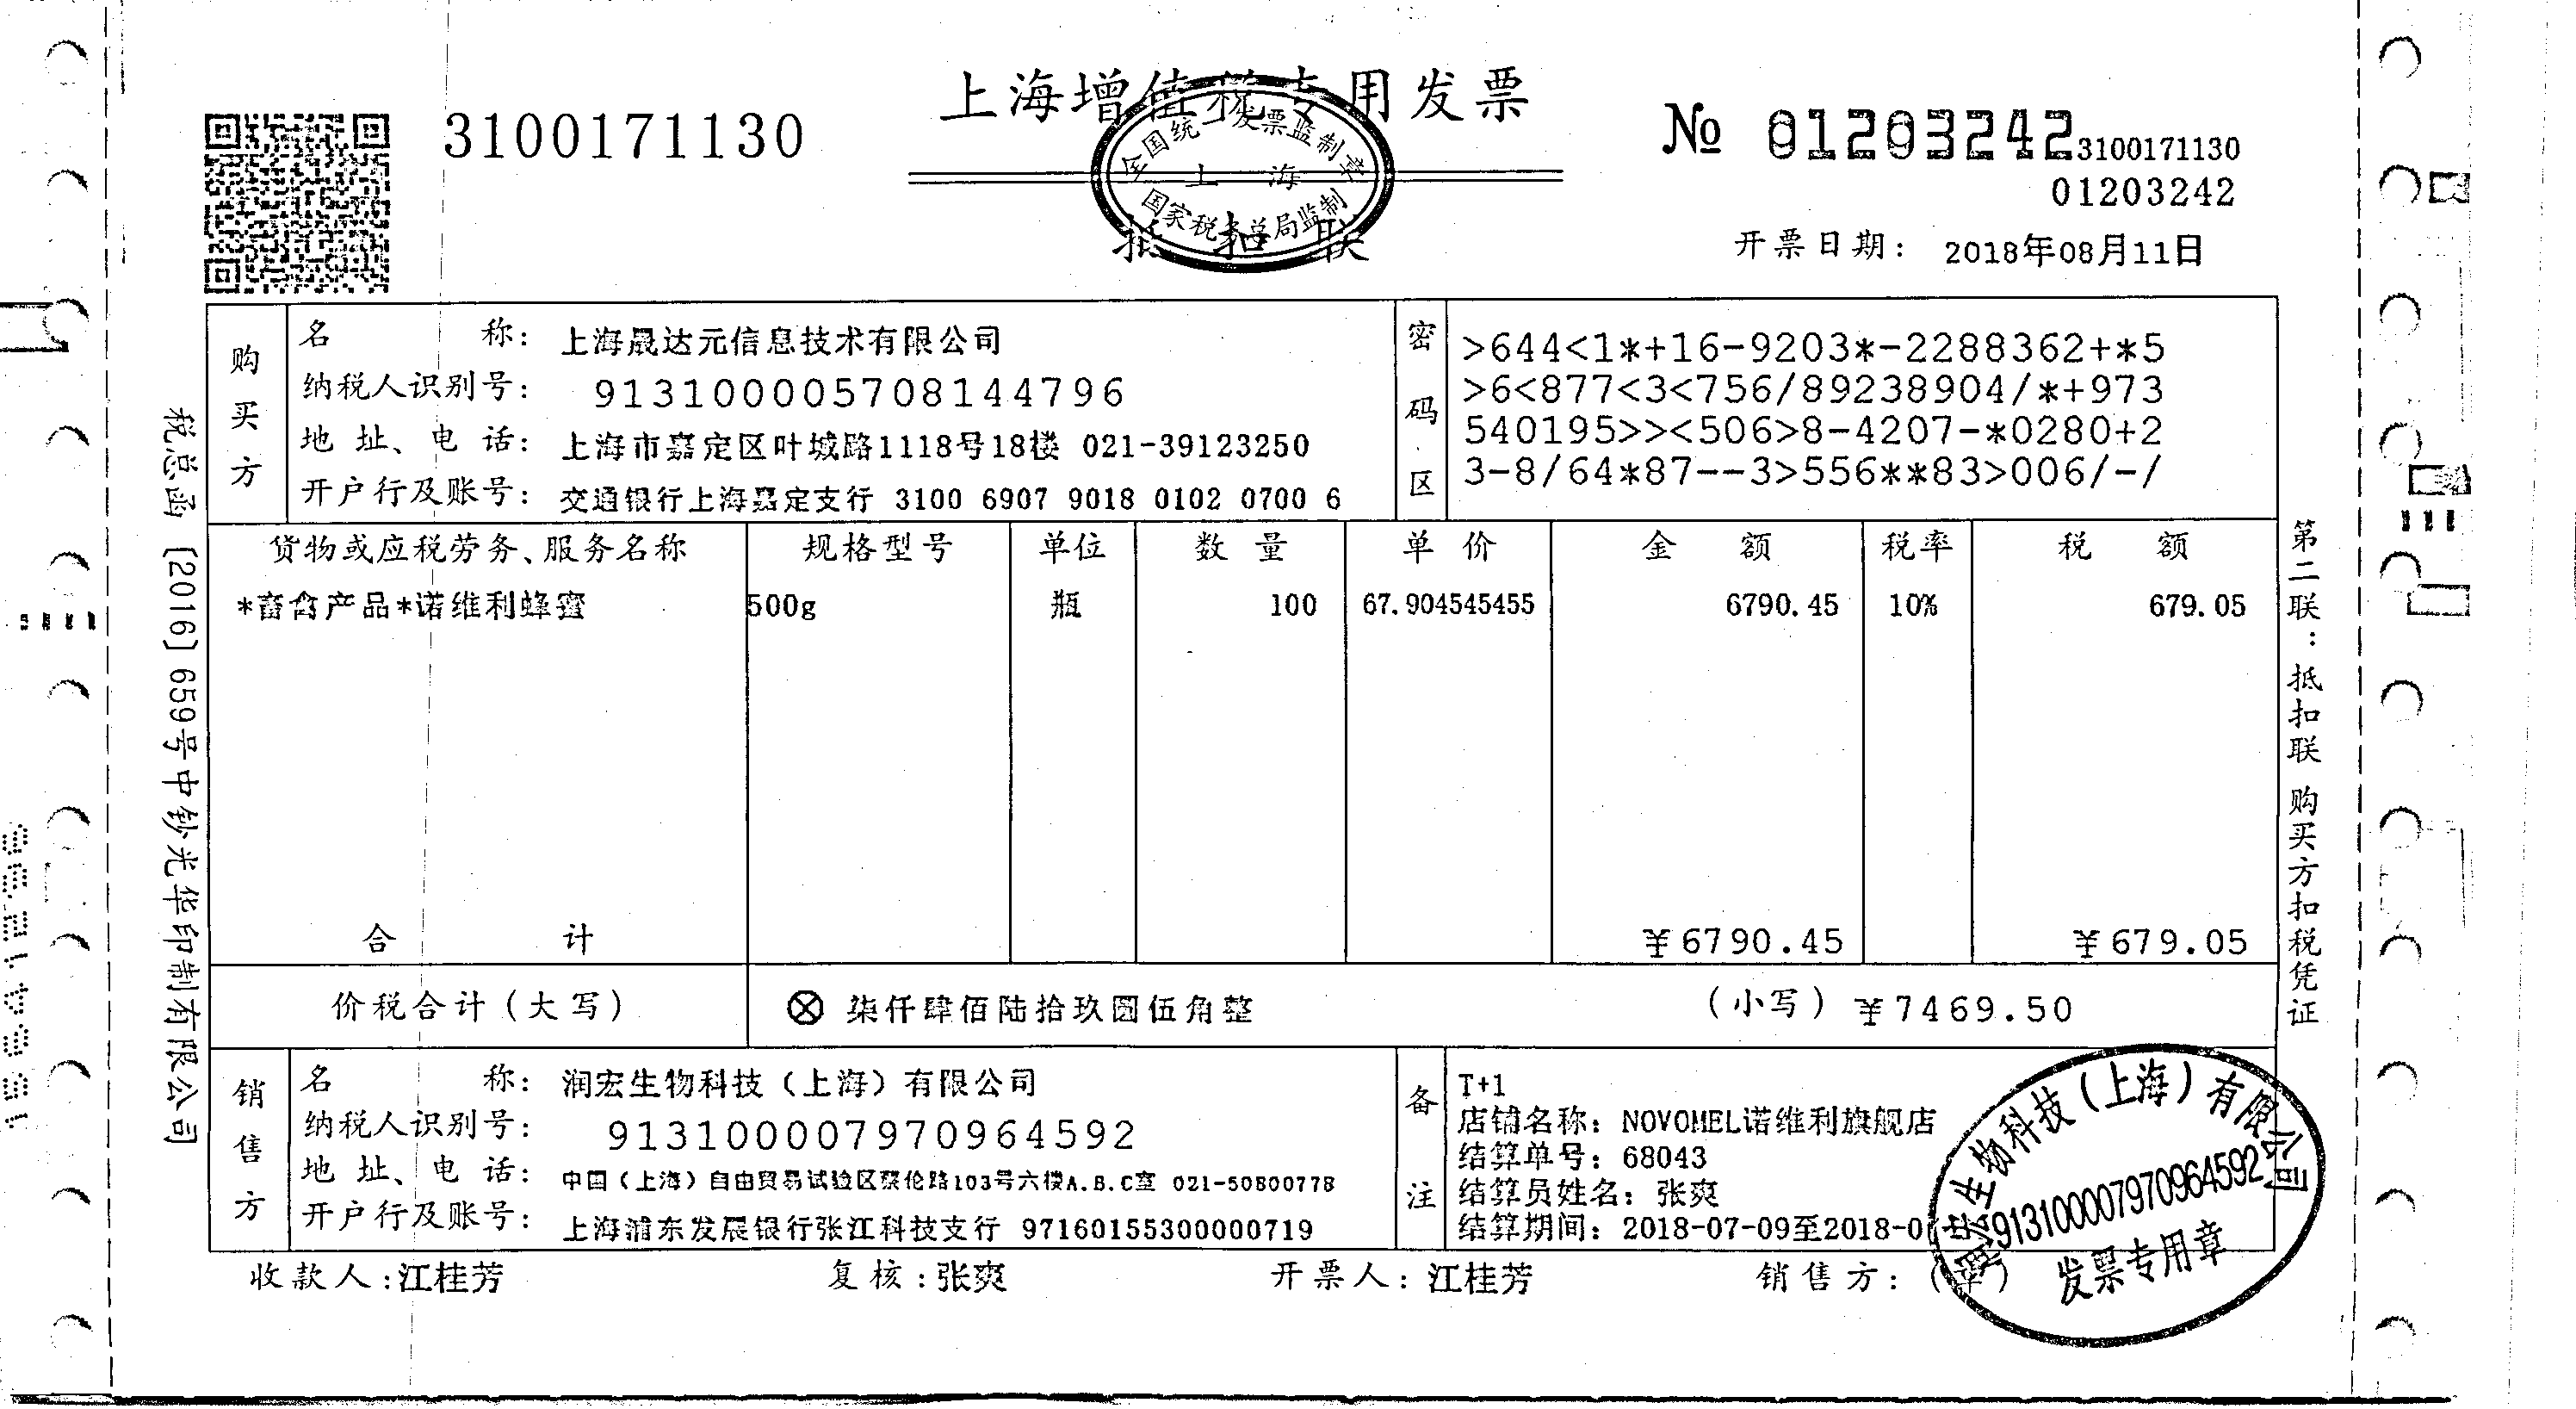 上海增值税专用发票
3100171130
№ 01203242
3100171130
01203242
全国统一发票监制章
上海
国家税务总局监制
抵扣联
开票日期： 2018年08月11日
购买方
名称： 上海晟达元信息技术有限公司
纳税人识别号： 913100005708144796
地址、电话： 上海市嘉定区叶城路1118号18楼 021-39123250
开户行及账号： 交通银行上海嘉定支行 3100 6907 9018 0102 0700 6
密码区
>644<1*+16-9203*-2288362+*5
>6<877<3<756/89238904/*+973
540195>><506>8-4207-*0280+2
3-8/64*87--3>556**83>006/-/
货物或应税劳务、服务名称 规格型号 单位 数量 单价 金额 税率 税额
*畜禽产品*诺维利蜂蜜 500g 瓶 100 67.904545455 6790.45 10% 679.05
合计 ¥6790.45 ¥679.05
价税合计（大写） ⊗ 柒仟肆佰陆拾玖圆伍角整 （小写）¥7469.50
销售方
名称： 润宏生物科技（上海）有限公司
纳税人识别号： 913100007970964592
地址、电话： 中国（上海）自由贸易试验区蔡伦路103号六楼A.B.C室 021-50800778
开户行及账号： 上海浦东发展银行张江科技支行 97160155300000719
备注
T+1
店铺名称：NOVOMEL诺维利旗舰店
结算单号：68043
结算员姓名：张爽
结算期间：2018-07-09至2018-0
收款人：江桂芳 复核：张爽 开票人：江桂芳 销售方：（章）
润宏生物科技（上海）有限公司
913100007970964592
发票专用章
税总函［2016］659号中钞光华印制有限公司
第二联：抵扣联 购买方扣税凭证